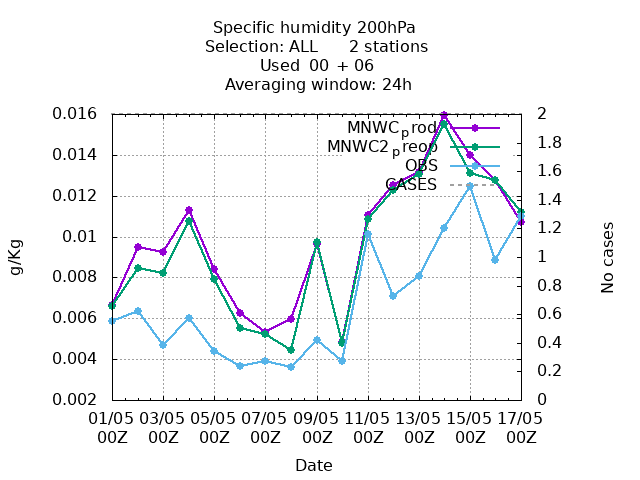 Specific humidity 200hPa
Selection: ALL 2 stations
Used 00 + 06
Averaging window: 24h
0.016
0.014
0.012
0.01
0.008
0.006
0.004
0.002
g/Kg
MNWC_prod
MNWC2_preop
OBS
CASES
2
1.8
1.6
1.4
1.2
1
0.8
0.6
0.4
0.2
0
No cases
01/05 03/05 05/05 07/05 09/05 11/05 13/05 15/05 17/05
00Z 00Z 00Z 00Z 00Z 00Z 00Z 00Z 00Z
Date